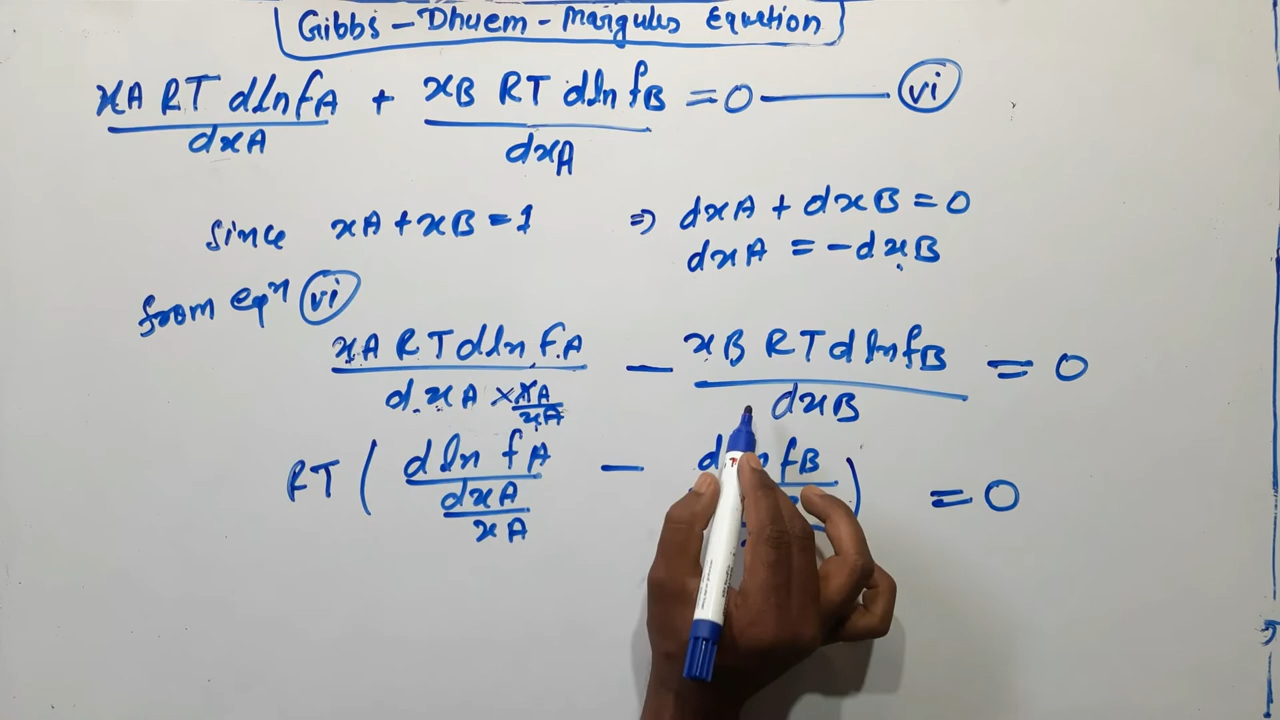 Gibbs - Dhuem - Margules Equetion
xA RT dlnfA / dxA + xB RT dln fB / dxA = 0 — vi
Since xA + xB = 1 ⇒ dxA + dxB = 0
dxA = - dxB
from eqn vi
xA RT dln fA / dxA × xA/xA - xB RT dlnfB / dxB = 0
RT ( dln fA / dxA/xA - fB ) = 0